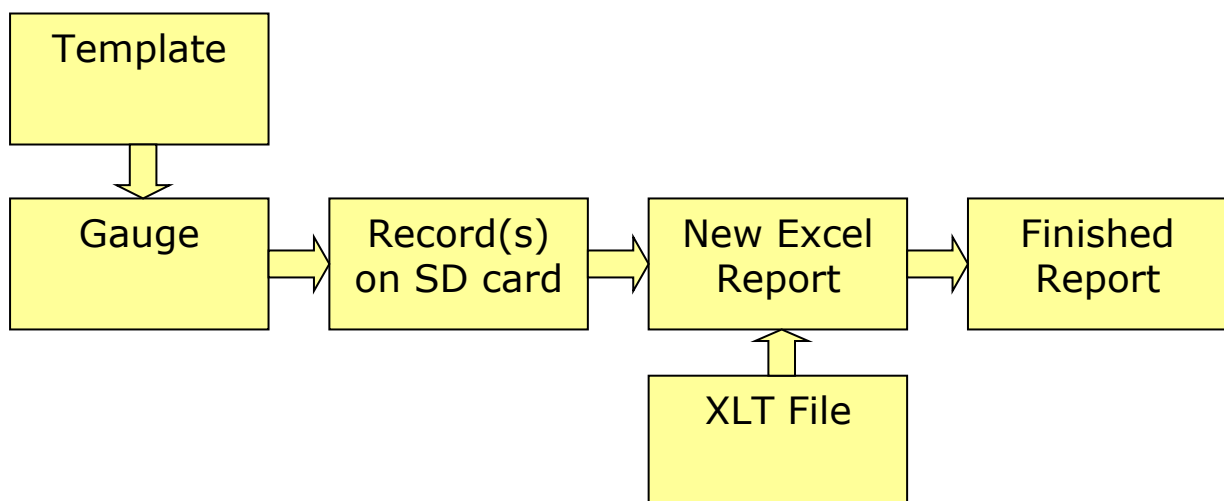 Template
Gauge
Record(s)
on SD card
New Excel
Report
Finished
Report
XLT File